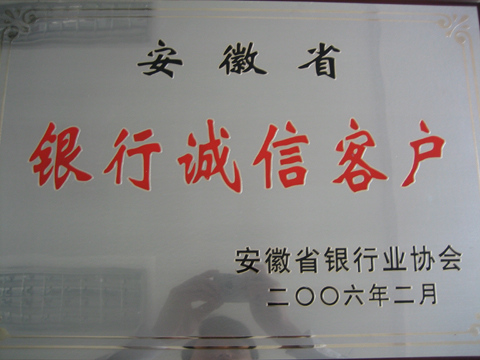 安徽省
银行诚信客户
安徽省银行业协会
二〇〇六年二月